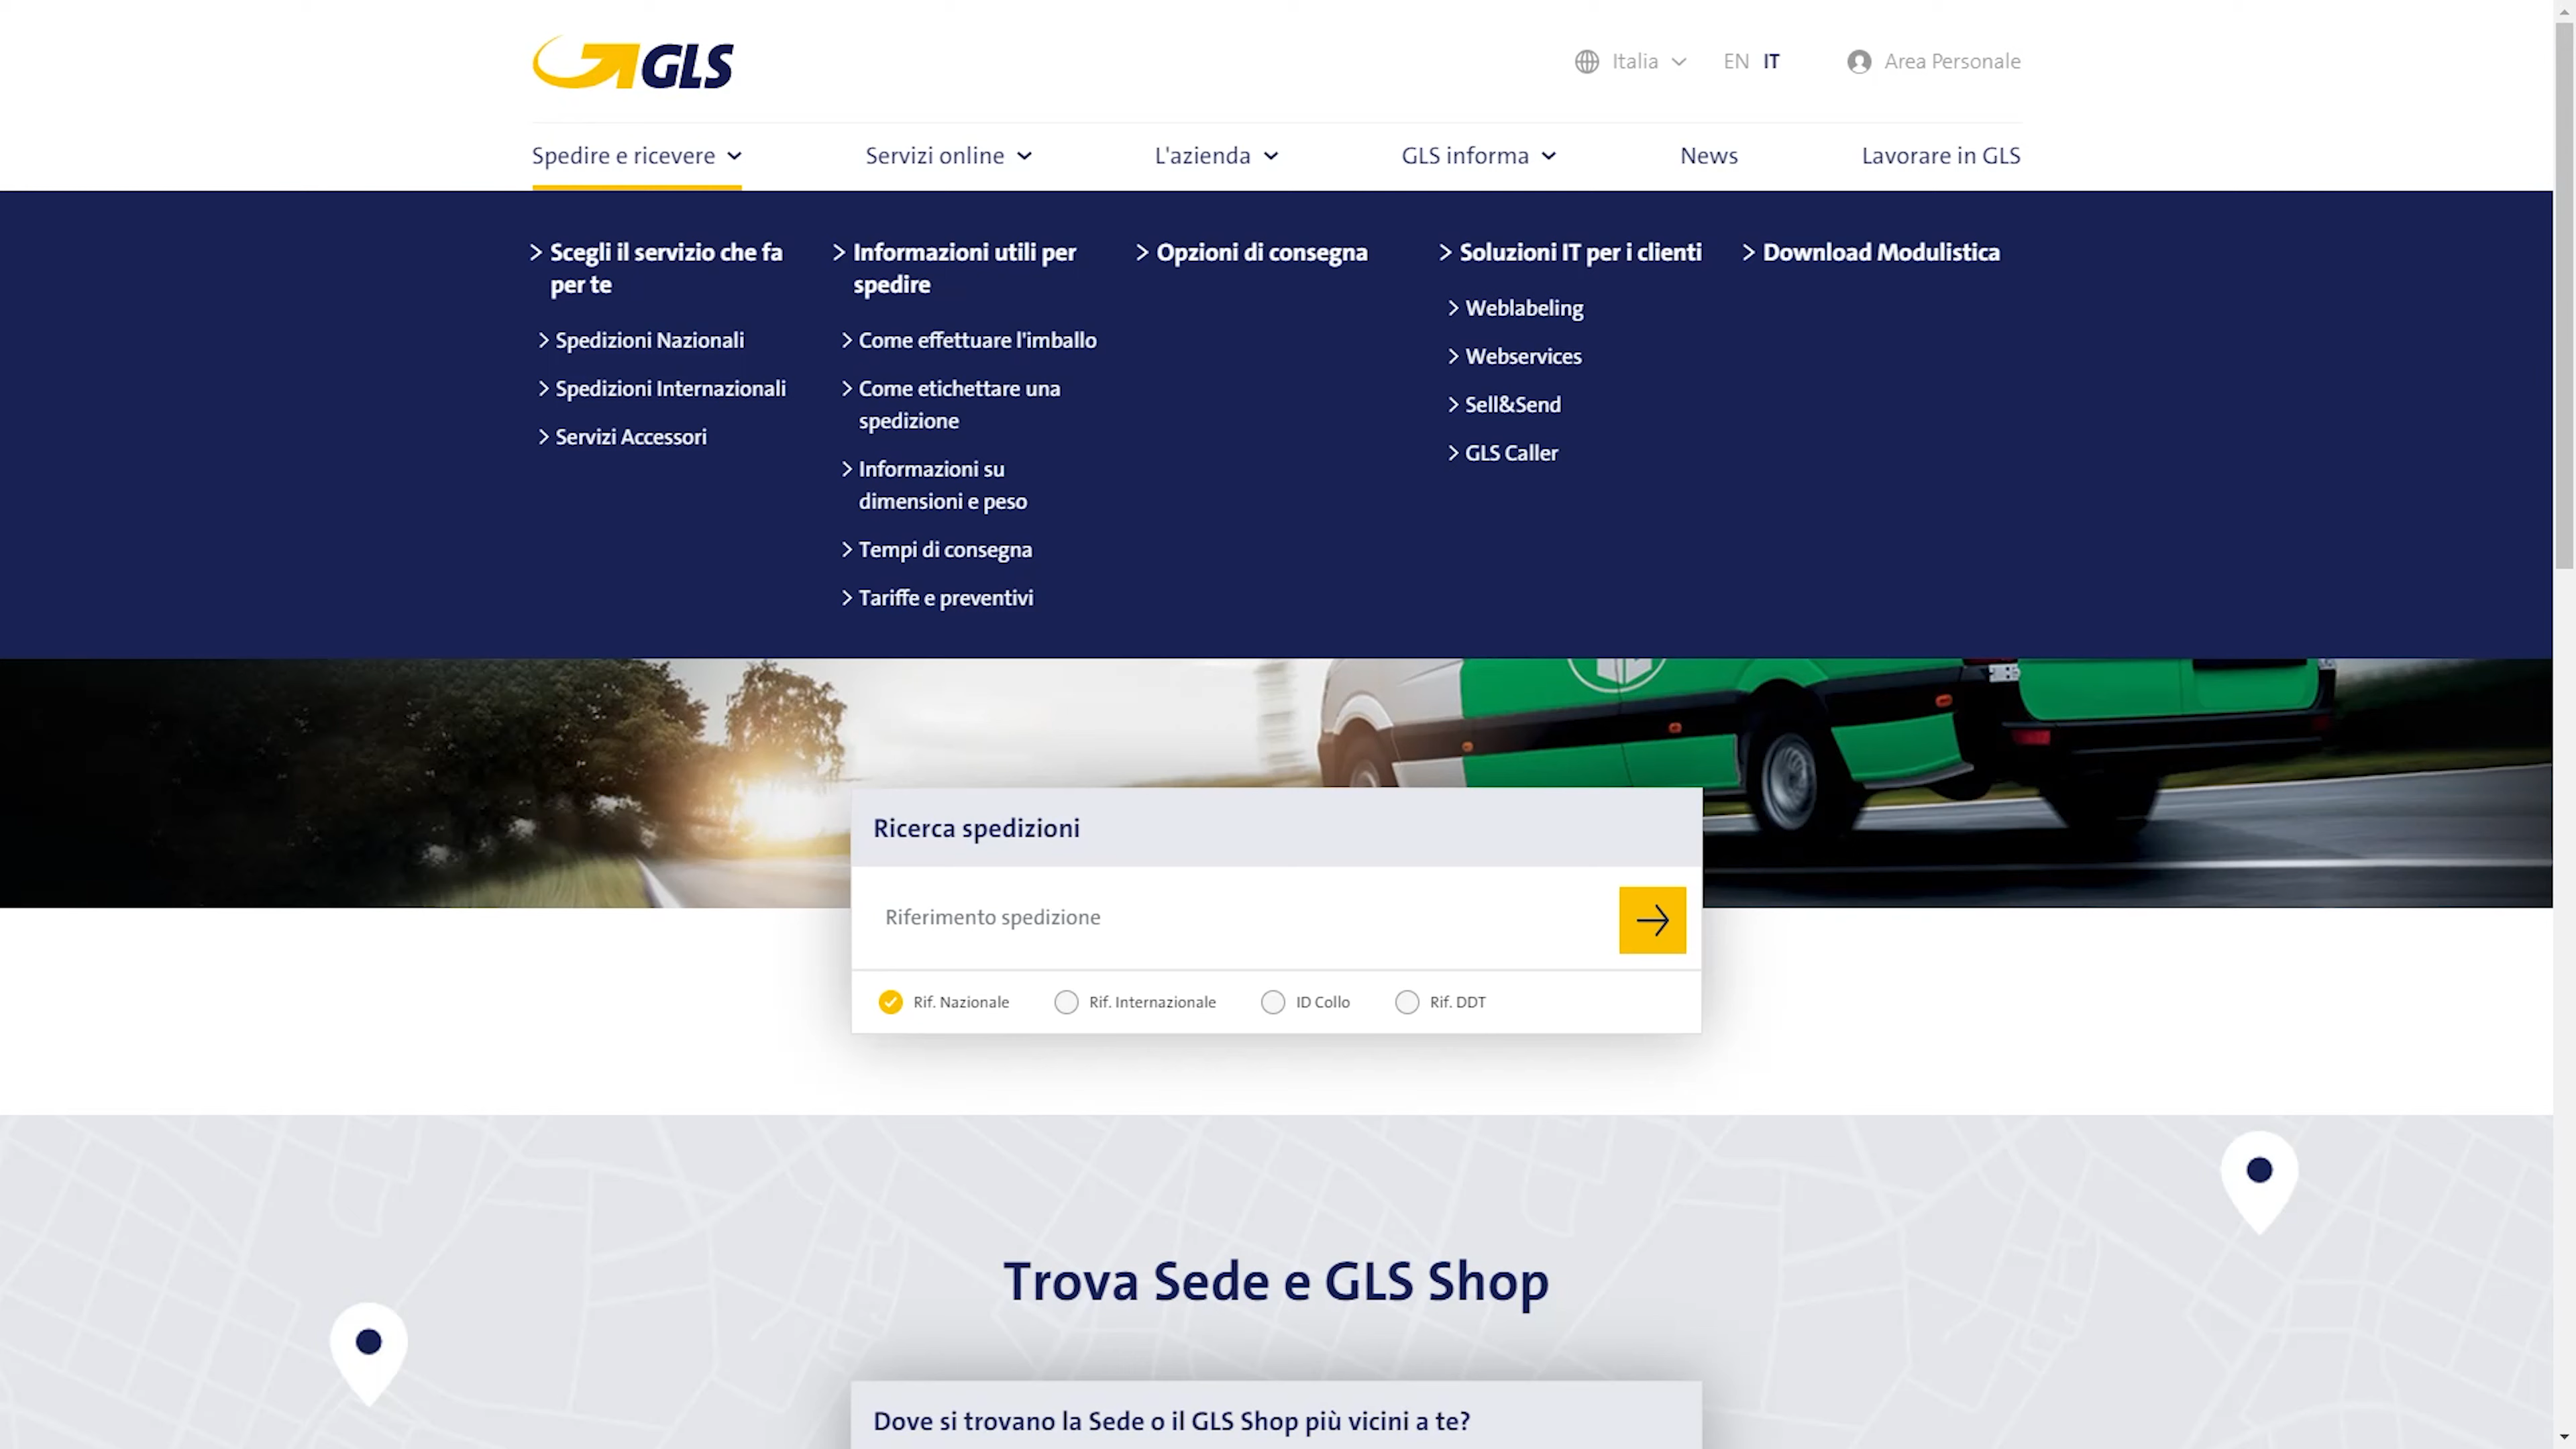 GLS
Italia
EN IT
Area Personale
Spedire e ricevere
Servizi online
L'azienda
GLS informa
News
Lavorare in GLS
Scegli il servizio che fa
per te
Spedizioni Nazionali
Spedizioni Internazionali
Servizi Accessori
Informazioni utili per
spedire
Come effettuare l'imballo
Come etichettare una
spedizione
Informazioni su
dimensioni e peso
Tempi di consegna
Tariffe e preventivi
Opzioni di consegna
Soluzioni IT per i clienti
Weblabeling
Webservices
Sell&Send
GLS Caller
Download Modulistica
Ricerca spedizioni
Riferimento spedizione
Rif. Nazionale
Rif. Internazionale
ID Collo
Rif. DDT
Trova Sede e GLS Shop
Dove si trovano la Sede o il GLS Shop più vicini a te?